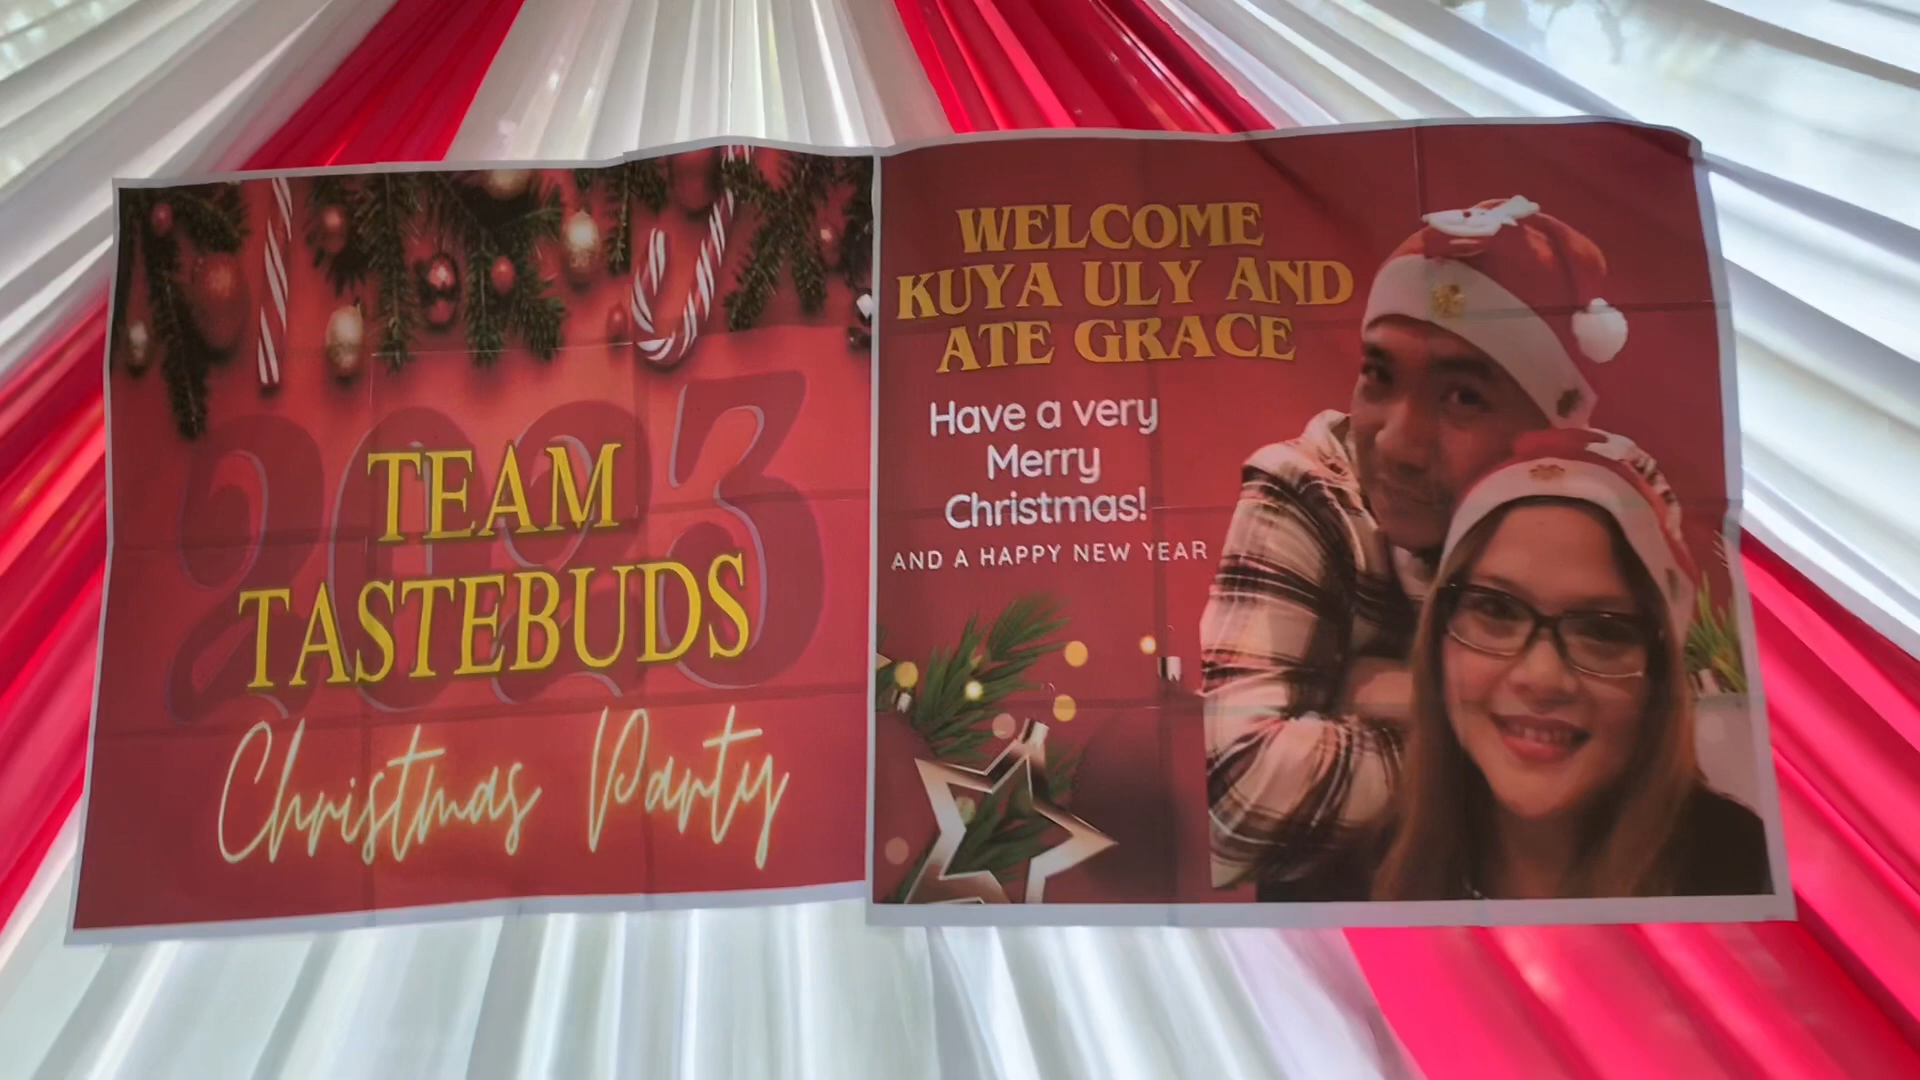 2023
TEAM
TASTEBUDS
Christmas Party
WELCOME
KUYA ULY AND
ATE GRACE
Have a very
Merry
Christmas!
AND A HAPPY NEW YEAR